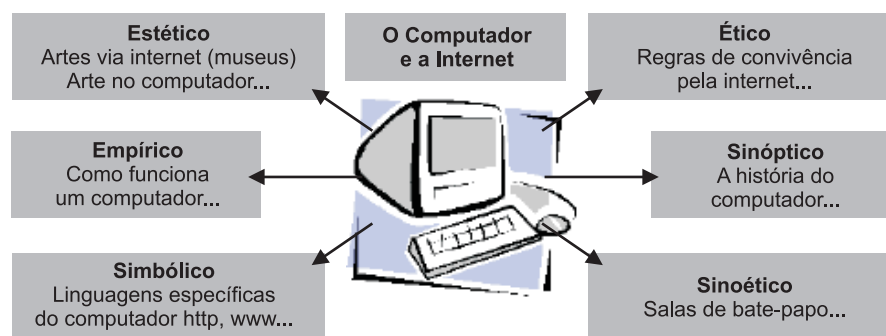 Estético
Artes via internet (museus)
Arte no computador...
O Computador
e a Internet
Ético
Regras de convivência
pela internet...
Empírico
Como funciona
um computador...
Sinóptico
A história do
computador...
Simbólico
Linguagens específicas
do computador http, www...
Sinoético
Salas de bate-papo...